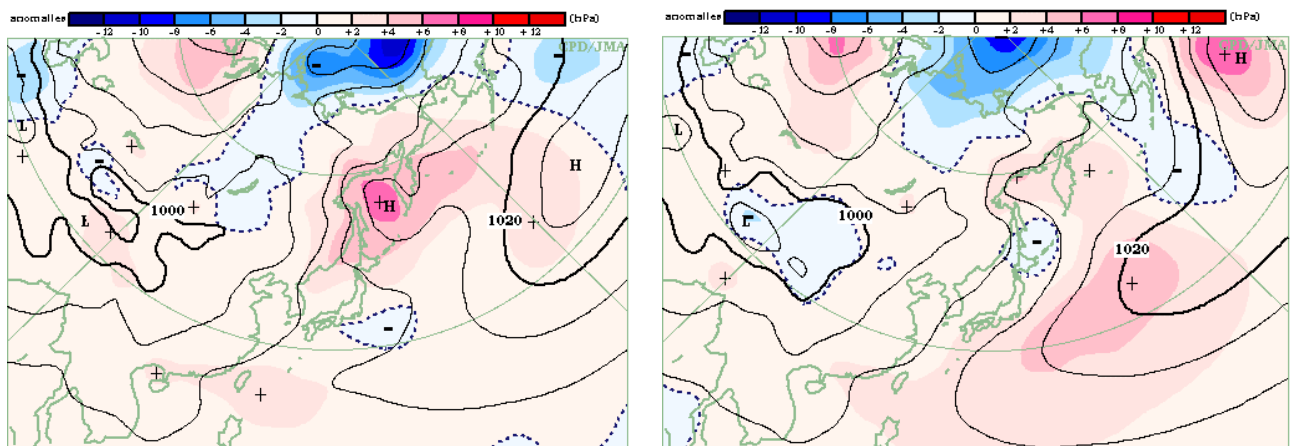 anomalies (hPa)
-12 -10 -8 -6 -4 -2 0 +2 +4 +6 +8 +10 +12
CPD/JMA
L
H
H
L
1000
1020
anomalies (hPa)
-12 -10 -8 -6 -4 -2 0 +2 +4 +6 +8 +10 +12
CPD/JMA
H
L
L
1000
1020